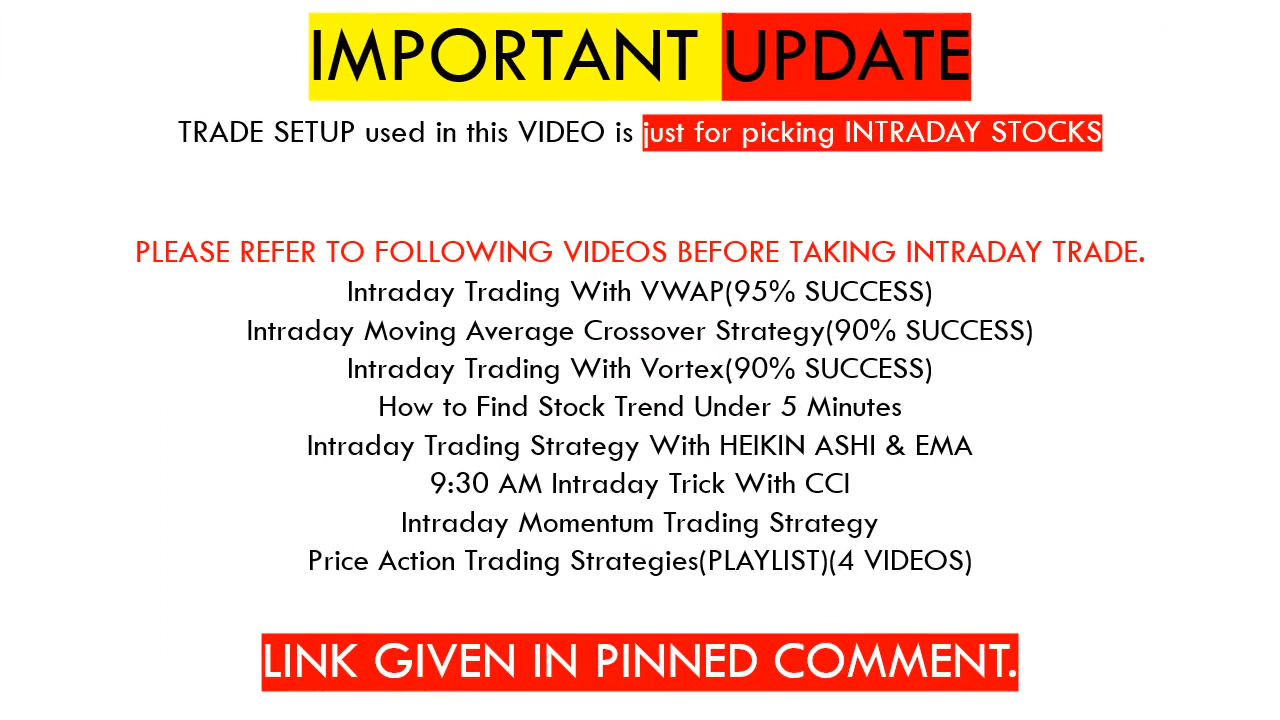 IMPORTANT UPDATE
TRADE SETUP used in this VIDEO is just for picking INTRADAY STOCKS
PLEASE REFER TO FOLLOWING VIDEOS BEFORE TAKING INTRADAY TRADE.
Intraday Trading With VWAP(95% SUCCESS)
Intraday Moving Average Crossover Strategy(90% SUCCESS)
Intraday Trading With Vortex(90% SUCCESS)
How to Find Stock Trend Under 5 Minutes
Intraday Trading Strategy With HEIKIN ASHI & EMA
9:30 AM Intraday Trick With CCI
Intraday Momentum Trading Strategy
Price Action Trading Strategies(PLAYLIST)(4 VIDEOS)
LINK GIVEN IN PINNED COMMENT.